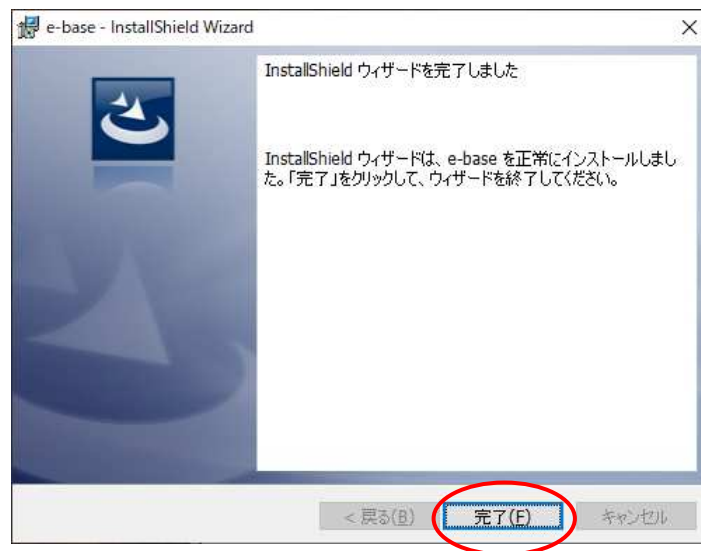 e-base - InstallShield Wizard
InstallShield ウィザードを完了しました
InstallShield ウィザードは、e-base を正常にインストールしまし
た。「完了」をクリックして、ウィザードを終了してください。
< 戻る(B) 完了(F) キャンセル